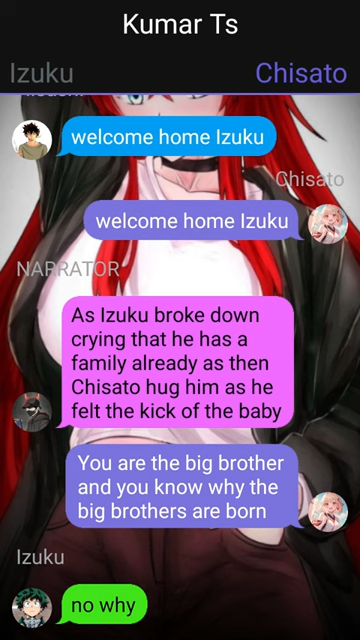 Kumar Ts
Izuku
Chisato
welcome home Izuku
Chisato
welcome home Izuku
NARRATOR
As Izuku broke down
crying that he has a
family already as then
Chisato hug him as he
felt the kick of the baby
You are the big brother
and you know why the
big brothers are born
Izuku
no why